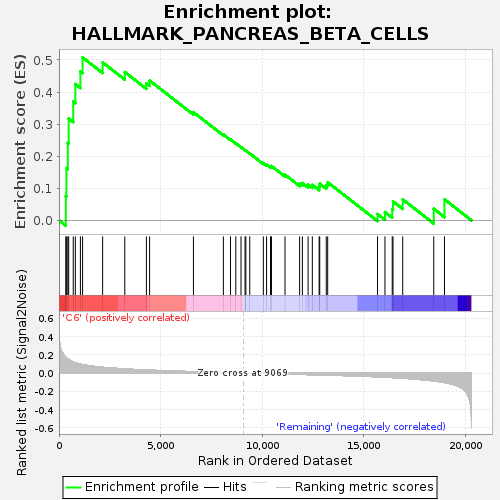 Enrichment plot:
HALLMARK_PANCREAS_BETA_CELLS
Enrichment score (ES)
0.5
0.4
0.3
0.2
0.1
0.0
Ranked list metric (Signal2Noise)
'C6' (positively correlated)
0.6
0.4
0.2
0.0
-0.2
-0.4
-0.6
Zero cross at 9069
'Remaining' (negatively correlated)
0 5,000 10,000 15,000 20,000
Rank in Ordered Dataset
Enrichment profile Hits Ranking metric scores